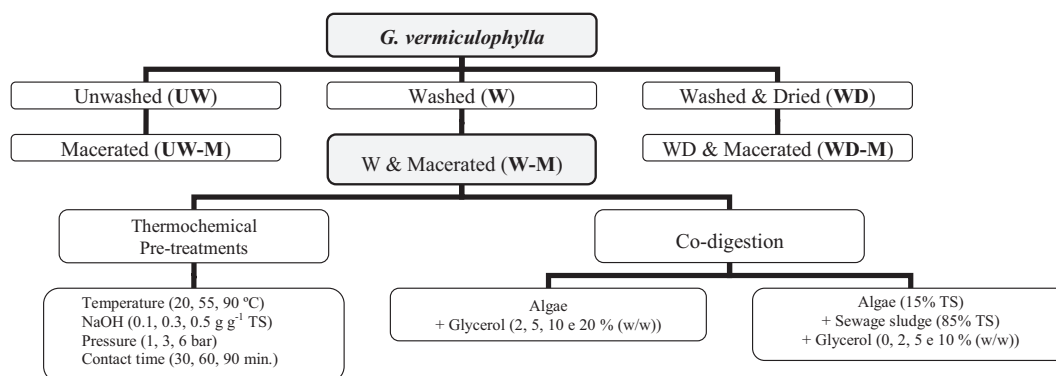 G. vermiculophylla
Unwashed (UW)
Washed (W)
Washed & Dried (WD)
Macerated (UW-M)
W & Macerated (W-M)
WD & Macerated (WD-M)
Thermochemical
Pre-treatments
Co-digestion
Temperature (20, 55, 90 ºC)
NaOH (0.1, 0.3, 0.5 g g⁻¹ TS)
Pressure (1, 3, 6 bar)
Contact time (30, 60, 90 min.)
Algae
+ Glycerol (2, 5, 10 e 20 % (w/w))
Algae (15% TS)
+ Sewage sludge (85% TS)
+ Glycerol (0, 2, 5 e 10 % (w/w))